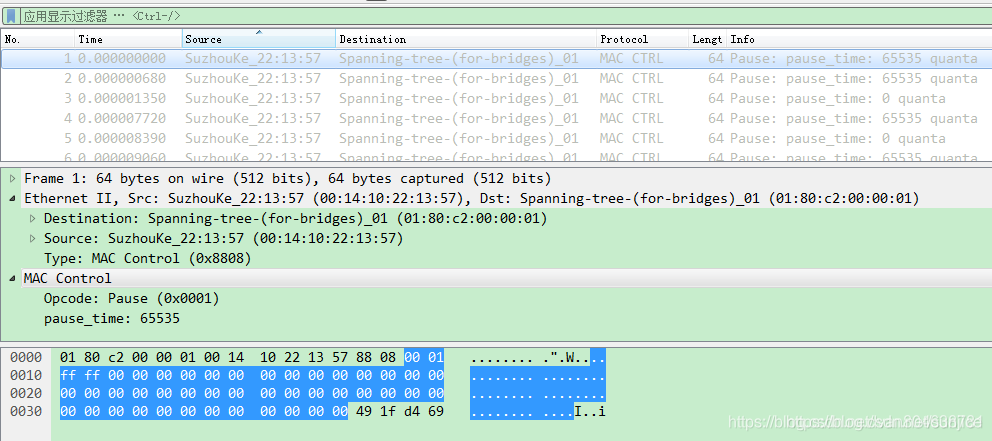 应用显示过滤器 … <Ctrl-/>
No. Time Source Destination Protocol Lengt Info
1 0.000000000 SuzhouKe_22:13:57 Spanning-tree-(for-bridges)_01 MAC CTRL 64 Pause: pause_time: 65535 quanta
2 0.000000680 SuzhouKe_22:13:57 Spanning-tree-(for-bridges)_01 MAC CTRL 64 Pause: pause_time: 65535 quanta
3 0.000001350 SuzhouKe_22:13:57 Spanning-tree-(for-bridges)_01 MAC CTRL 64 Pause: pause_time: 0 quanta
4 0.000007720 SuzhouKe_22:13:57 Spanning-tree-(for-bridges)_01 MAC CTRL 64 Pause: pause_time: 65535 quanta
5 0.000008390 SuzhouKe_22:13:57 Spanning-tree-(for-bridges)_01 MAC CTRL 64 Pause: pause_time: 0 quanta
6 0.000009060 SuzhouKe_22:13:57 Spanning-tree-(for-bridges)_01 MAC CTRL 64 Pause: pause_time: 65535 quanta
Frame 1: 64 bytes on wire (512 bits), 64 bytes captured (512 bits)
Ethernet II, Src: SuzhouKe_22:13:57 (00:14:10:22:13:57), Dst: Spanning-tree-(for-bridges)_01 (01:80:c2:00:00:01)
Destination: Spanning-tree-(for-bridges)_01 (01:80:c2:00:00:01)
Source: SuzhouKe_22:13:57 (00:14:10:22:13:57)
Type: MAC Control (0x8808)
MAC Control
Opcode: Pause (0x0001)
pause_time: 65535
0000 01 80 c2 00 00 01 00 14 10 22 13 57 88 08 00 01 ........ .".W....
0010 ff ff 00 00 00 00 00 00 00 00 00 00 00 00 00 00 ........ ........
0020 00 00 00 00 00 00 00 00 00 00 00 00 00 00 00 00 ........ ........
0030 00 00 00 00 00 00 00 00 00 00 00 00 49 1f d4 69 ........ ....I..i